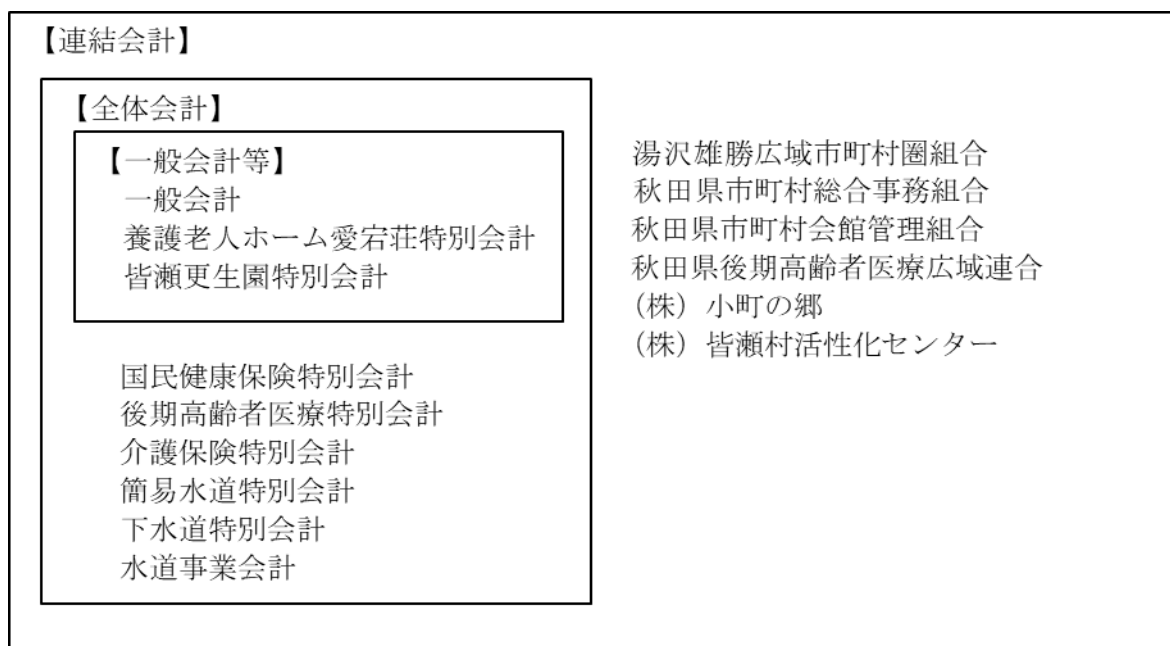 【連結会計】
【全体会計】
【一般会計等】
一般会計
養護老人ホーム愛宕荘特別会計
皆瀬更生園特別会計
国民健康保険特別会計
後期高齢者医療特別会計
介護保険特別会計
簡易水道特別会計
下水道特別会計
水道事業会計
湯沢雄勝広域市町村圏組合
秋田県市町村総合事務組合
秋田県市町村会館管理組合
秋田県後期高齢者医療広域連合
（株）小町の郷
（株）皆瀬村活性化センター